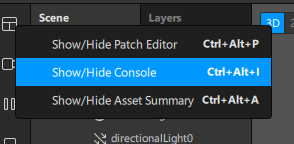 Scene Layers 3D
Show/Hide Patch Editor Ctrl+Alt+P
Show/Hide Console Ctrl+Alt+I
Show/Hide Asset Summary Ctrl+Alt+A
directionalLight0